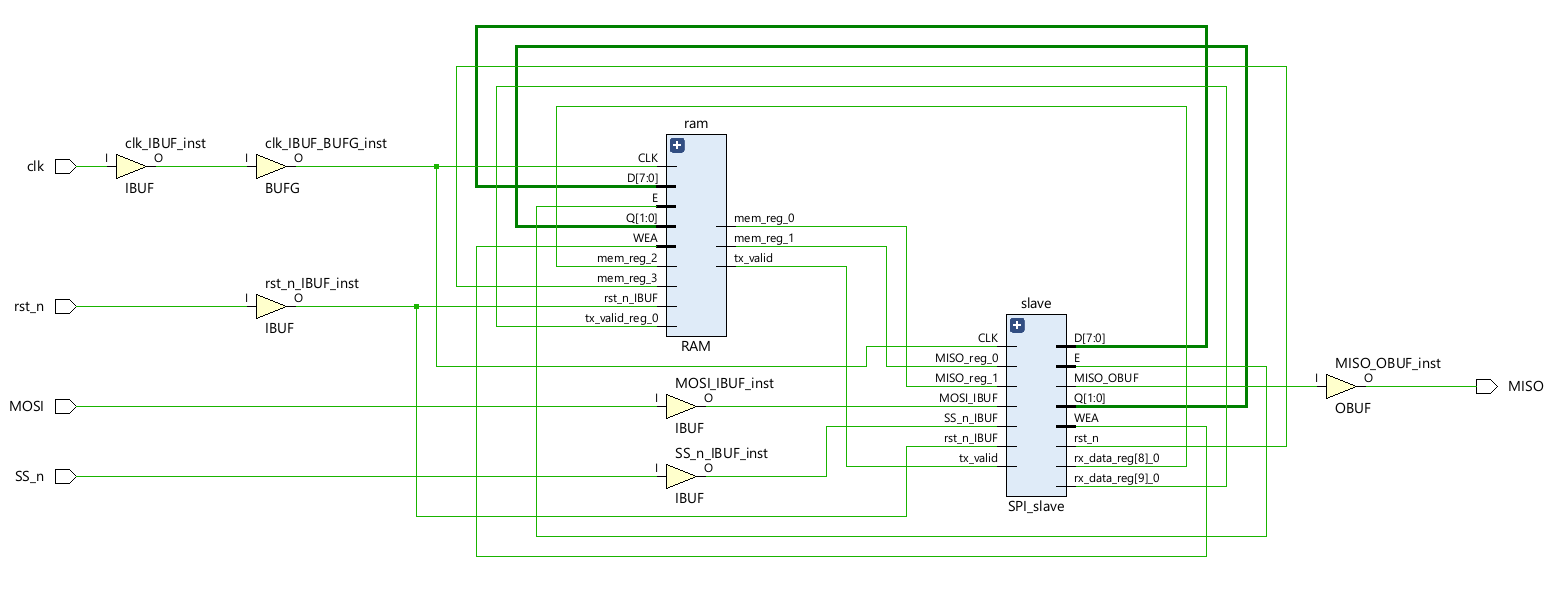 ram
clk_IBUF_inst
clk_IBUF_BUFG_inst
clk
I
O
I
O
IBUF
BUFG
CLK
D[7:0]
E
Q[1:0]
WEA
mem_reg_2
mem_reg_3
rst_n_IBUF
tx_valid_reg_0
mem_reg_0
mem_reg_1
tx_valid
RAM
rst_n_IBUF_inst
rst_n
I
O
IBUF
slave
CLK
MISO_reg_0
MISO_reg_1
MOSI_IBUF
SS_n_IBUF
rst_n_IBUF
tx_valid
D[7:0]
E
MISO_OBUF
Q[1:0]
WEA
rst_n
rx_data_reg[8]_0
rx_data_reg[9]_0
SPI_slave
MISO_OBUF_inst
I
O
MISO
OBUF
MOSI_IBUF_inst
MOSI
I
O
IBUF
SS_n_IBUF_inst
SS_n
I
O
IBUF